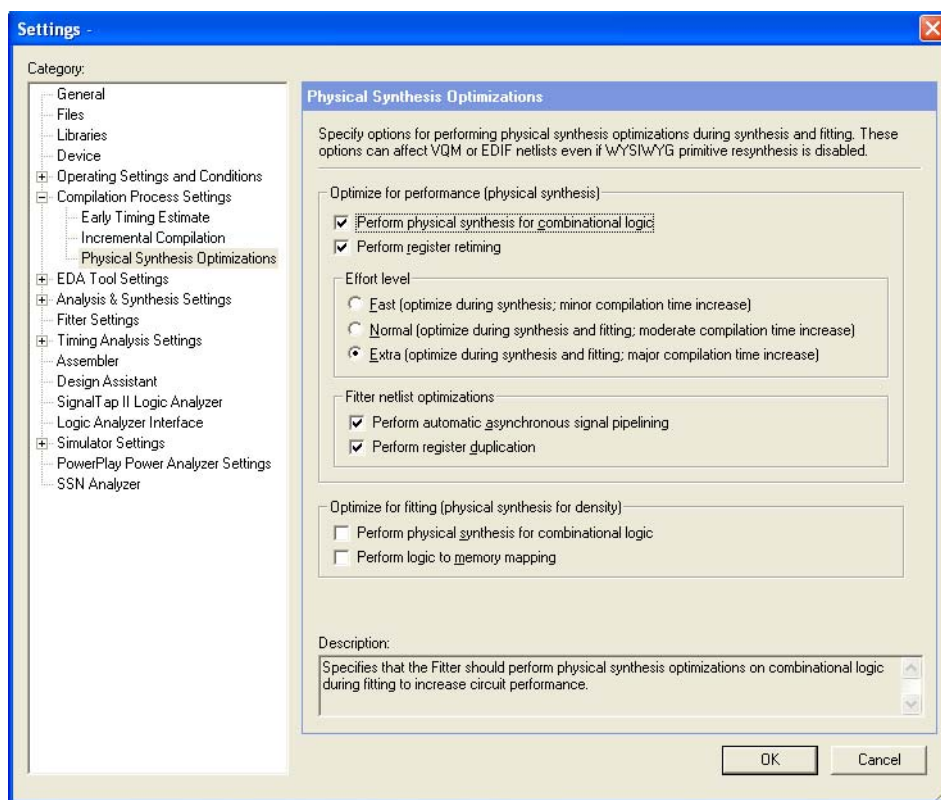 Settings -
Category:
General
Files
Libraries
Device
Operating Settings and Conditions
Compilation Process Settings
Early Timing Estimate
Incremental Compilation
Physical Synthesis Optimizations
EDA Tool Settings
Analysis & Synthesis Settings
Fitter Settings
Timing Analysis Settings
Assembler
Design Assistant
SignalTap II Logic Analyzer
Logic Analyzer Interface
Simulator Settings
PowerPlay Power Analyzer Settings
SSN Analyzer
Physical Synthesis Optimizations
Specify options for performing physical synthesis optimizations during synthesis and fitting. These
options can affect VQM or EDIF netlists even if WYSIWYG primitive resynthesis is disabled.
Optimize for performance (physical synthesis)
Perform physical synthesis for combinational logic
Perform register retiming
Effort level
Fast (optimize during synthesis; minor compilation time increase)
Normal (optimize during synthesis and fitting; moderate compilation time increase)
Extra (optimize during synthesis and fitting; major compilation time increase)
Fitter netlist optimizations
Perform automatic asynchronous signal pipelining
Perform register duplication
Optimize for fitting (physical synthesis for density)
Perform physical synthesis for combinational logic
Perform logic to memory mapping
Description:
Specifies that the Fitter should perform physical synthesis optimizations on combinational logic
during fitting to increase circuit performance.
OK
Cancel